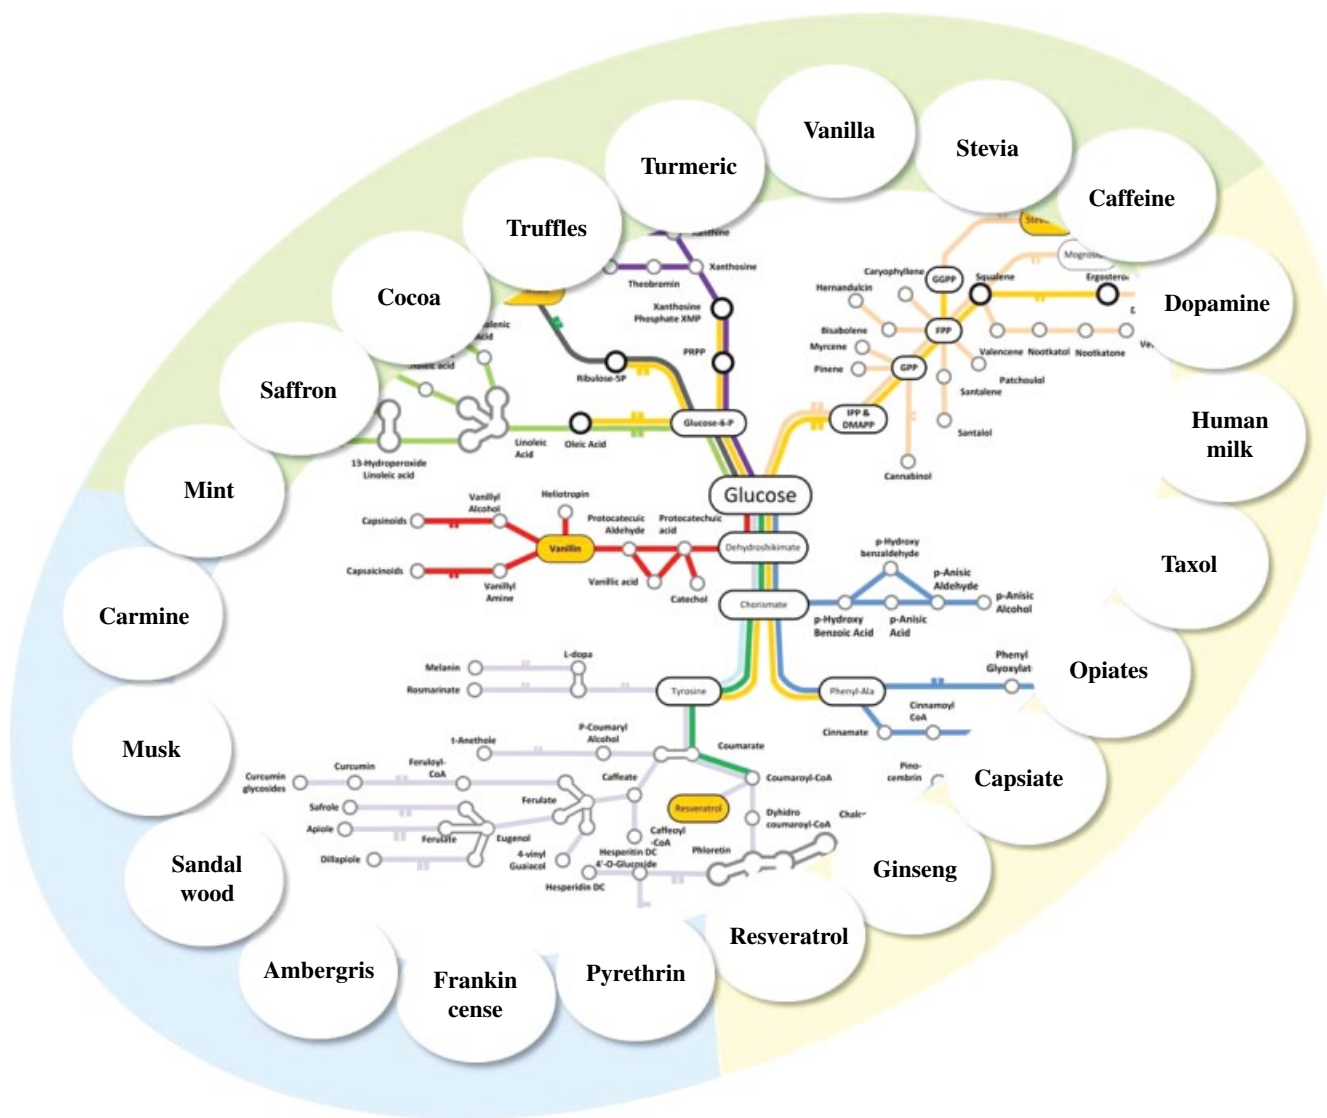 Vanilla
Stevia
Turmeric
Caffeine
Truffles
Cocoa
Dopamine
Saffron
Human
milk
Mint
Taxol
Carmine
Opiates
Musk
Capsiate
Sandal
wood
Ginseng
Resveratrol
Ambergris
Frankin
cense
Pyrethrin
Xanthosine
Theobromin
Xanthosine
Phosphate XMP
PRPP
Ribulose-5P
Glucose-6-P
Acid
Linoleic
Acid
Oleic Acid
13-Hydroperoxide
Linoleic acid
Caryophyllene
GGPP
Squalene
Hernandulcin
Bisabolene
FPP
Myrcene
Pinene
GPP
Valencene
Nootkatol
Nootkatone
Patchoulol
Santalene
Santalol
IPP &
DMAPP
Cannabinol
Glucose
Dehydroshikimate
Chorismate
Capsinoids
Vanillyl
Alcohol
Heliotropin
Protocatecuic
Aldehyde
Protocatechuic
acid
Vanillin
Capsaicinoids
Vanillyl
Amine
Vanillic acid
Catechol
p-Hydroxy
benzaldehyde
p-Anisic
Aldehyde
p-Anisic
Alcohol
p-Hydroxy
Benzoic Acid
p-Anisic
Acid
Melanin
L-dopa
Rosmarinate
Tyrosine
Phenyl-Ala
Phenyl
Glyoxylat
Cinnamoyl
CoA
Cinnamate
t-Anethole
P-Coumaryl
Alcohol
Coumarate
Coumaroyl-CoA
Curcumin
glycosides
Curcumin
Feruloyl-
CoA
Caffeate
Ferulate
Safrole
Apiole
Ferulate
Eugenol
Dillapiole
4-vinyl
Guaiacol
Caffeoyl
-CoA
Resveratrol
Dyhidro
coumaroyl-CoA
Pino-
cembrin
Hesperitin DC
4'-O-Glucoside
Hesperidin DC
Phloretin